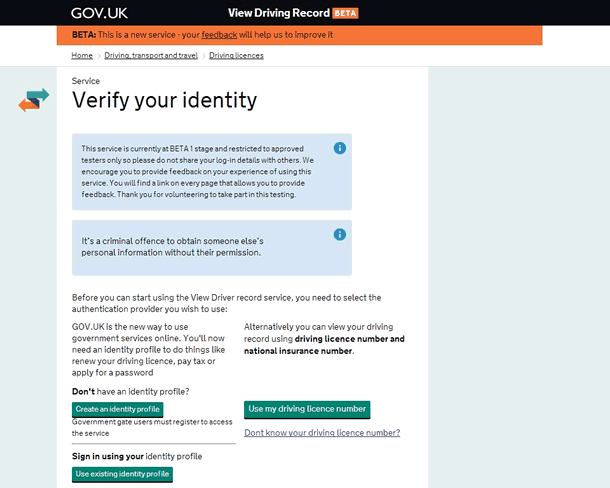 GOV.UK View Driving Record BETA
BETA: This is a new service - your feedback will help us to improve it
Home Driving, transport and travel Driving licences
Service
Verify your identity
This service is currently at BETA 1 stage and restricted to approved
testers only so please do not share your log-in details with others. We
encourage you to provide feedback on your experience of using this
service. You will find a link on every page that allows you to provide
feedback. Thank you for volunteering to take part in this testing.
It's a criminal offence to obtain someone else's
personal information without their permission.
Before you can start using the View Driver record service, you need to select the
authentication provider you wish to use:
GOV.UK is the new way to use
government services online. You'll now
need an identity profile to do things like
renew your driving licence, pay tax or
apply for a password
Don't have an identity profile?
Create an identity profile
Government gate users must register to access
the service
Sign in using your identity profile
Use existing identity profile
Alternatively you can view your driving
record using driving licence number and
national insurance number.
Use my driving licence number
Dont know your driving licence number?